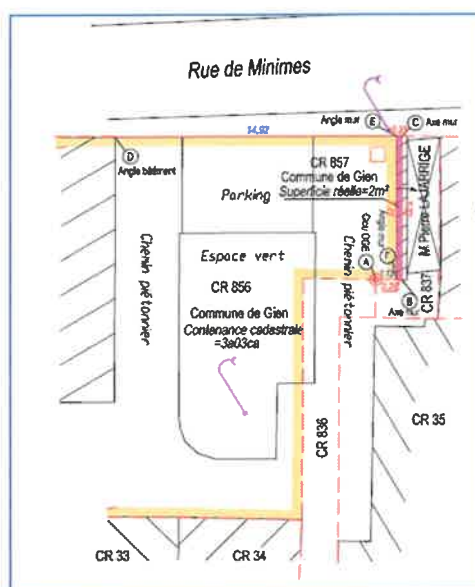 Rue de Minimes
Angle mur
E
C
Axe mur
14,92
D
Angle bâtiment
CR 857
Commune de Gien
Superficie réelle=2m²
Parking
Chemin piétonnier
Espace vert
CR 856
Commune de Gien
Contenance cadastrale
=3a03ca
Chemin piétonnier
A
Angle mur
B
Axe
CR 837
CR 836
CR 35
CR 33
CR 34